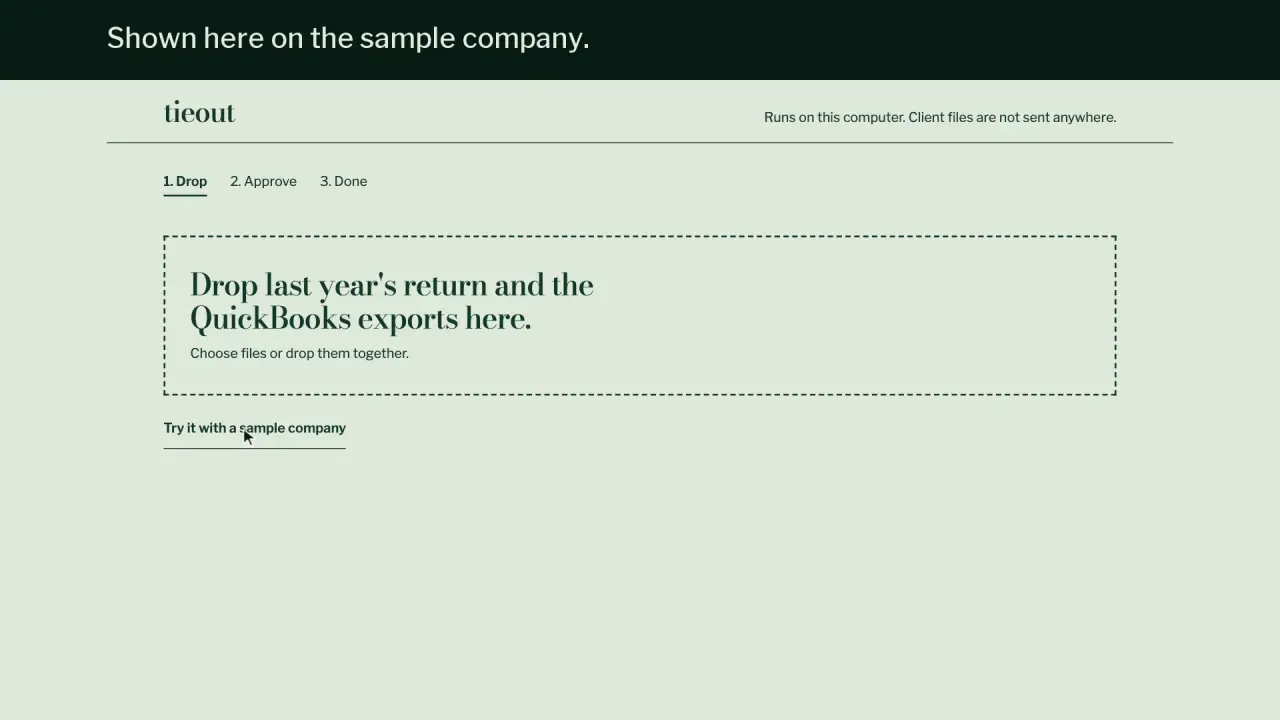 Shown here on the sample company.
tieout
Runs on this computer. Client files are not sent anywhere.
1. Drop
2. Approve
3. Done
Drop last year's return and the
QuickBooks exports here.
Choose files or drop them together.
Try it with a sample company